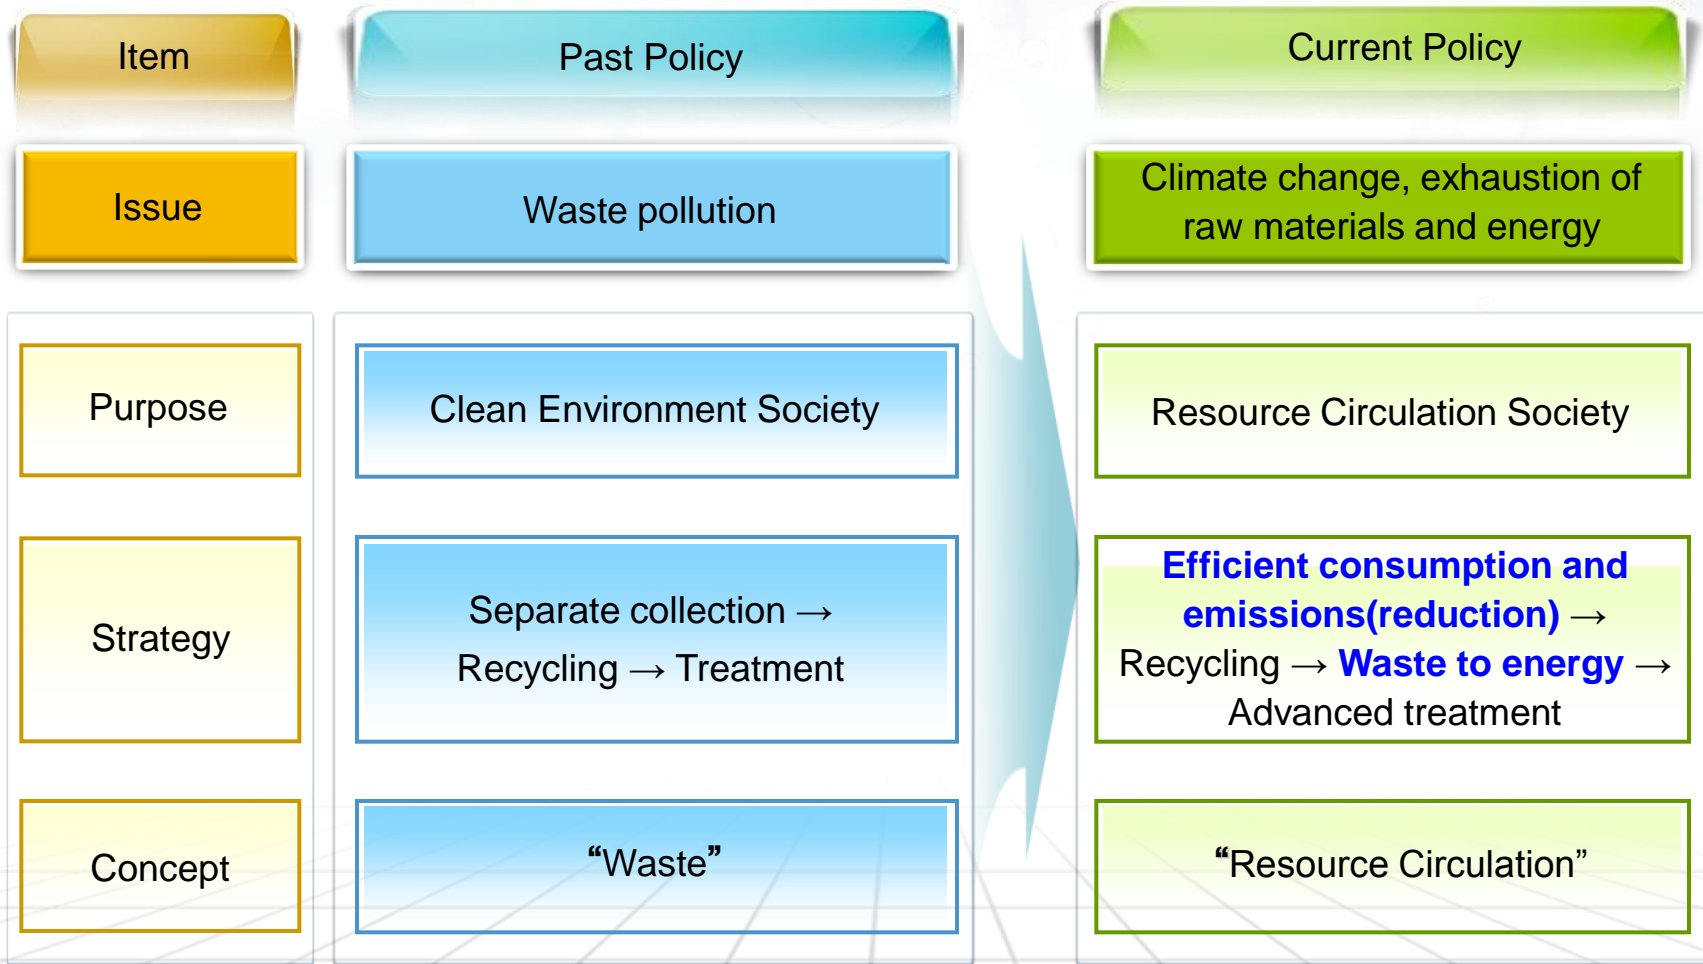 Item
Past Policy
Current Policy
Issue
Waste pollution
Climate change, exhaustion of
raw materials and energy
Purpose
Clean Environment Society
Resource Circulation Society
Strategy
Separate collection →
Recycling → Treatment
Efficient consumption and
emissions(reduction) →
Recycling → Waste to energy →
Advanced treatment
Concept
“Waste”
“Resource Circulation”